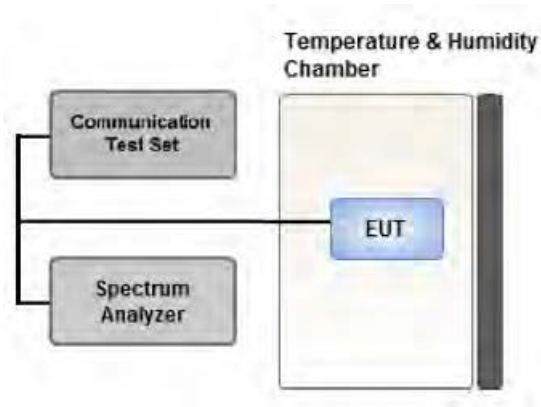 Temperature & Humidity
Chamber
Communication
Test Set
EUT
Spectrum
Analyzer